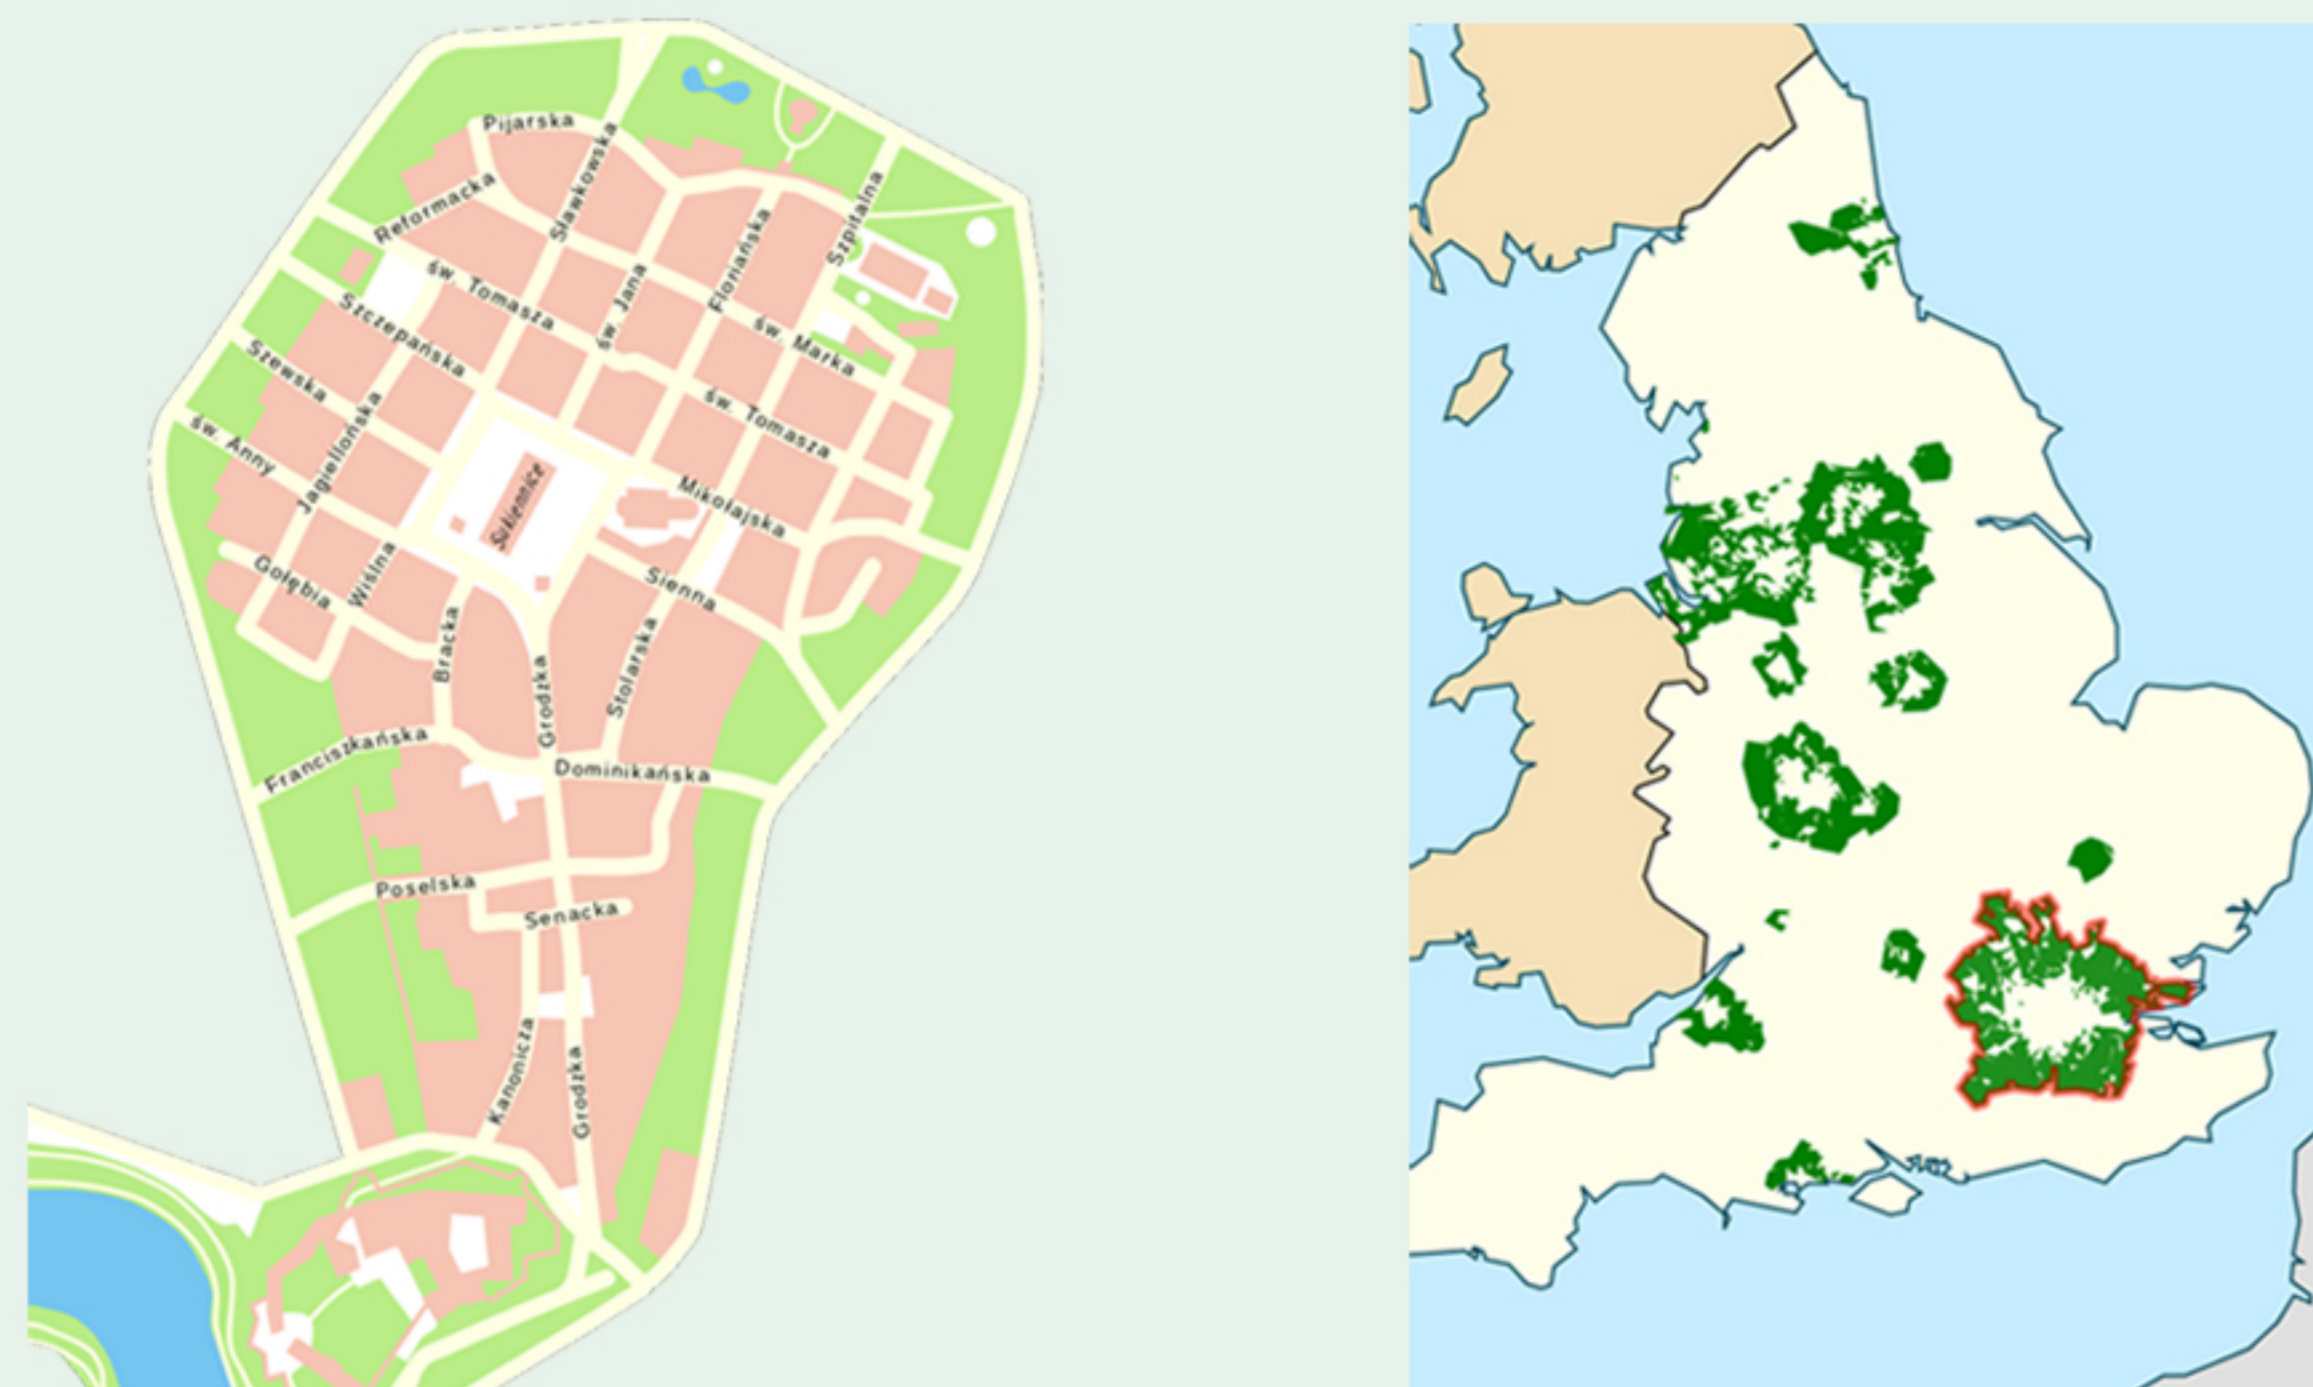 Pijarska
Sławkowska
Reformacka
Szpitalna
Floriańska
św. Jana
św. Tomasza
Szczepańska
św. Marka
Szewska
św. Tomasza
św. Anny
Jagiellońska
Sukiennice
Mikołajska
Gołębia
Wiślna
Sienna
Bracka
Grodzka
Stolarska
Franciszkańska
Dominikańska
Poselska
Senacka
Kanonicza
Grodzka